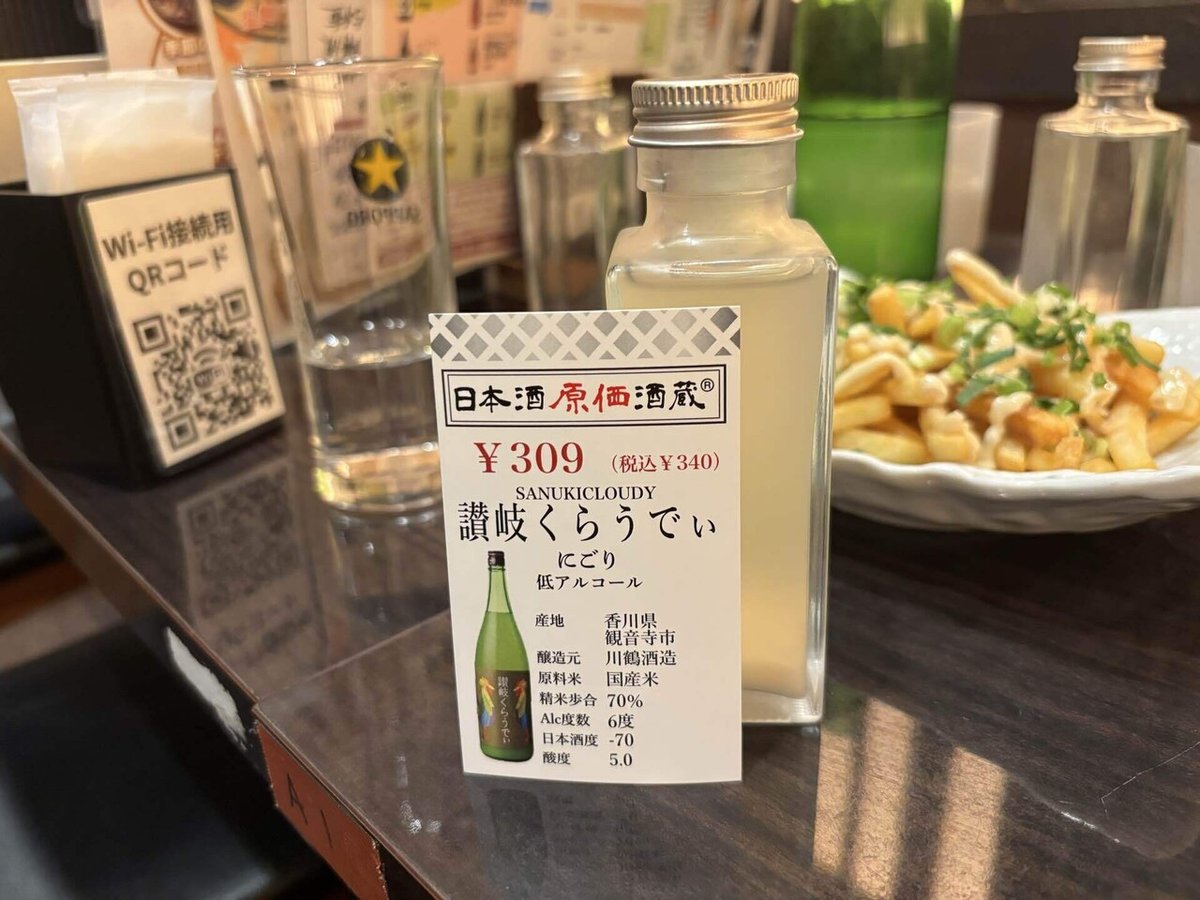 Wi-Fi接続用
QRコード
SAPPORO
日本酒原価酒蔵®
￥309 (税込￥340)
SANUKICLOUDY
讃岐くらうでぃ
にごり
低アルコール
讃岐くらうでぃ
産地 香川県
観音寺市
醸造元 川鶴酒造
原料米 国産米
精米歩合 70%
Alc度数 6度
日本酒度 -70
酸度 5.0
A1